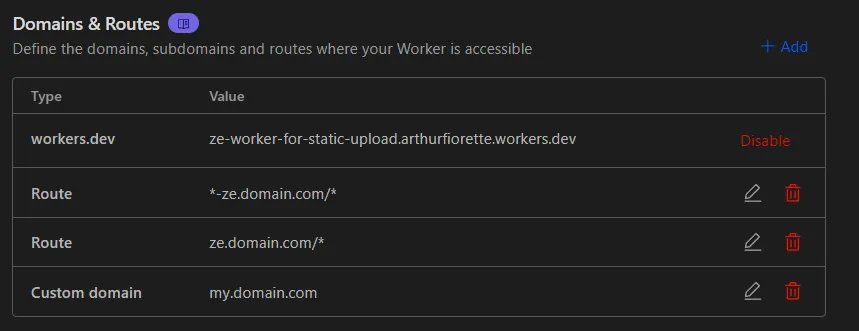 Domains & Routes
Define the domains, subdomains and routes where your Worker is accessible
+ Add
Type Value
workers.dev ze-worker-for-static-upload.arthurfiorette.workers.dev Disable
Route *-ze.domain.com/*
Route ze.domain.com/*
Custom domain my.domain.com